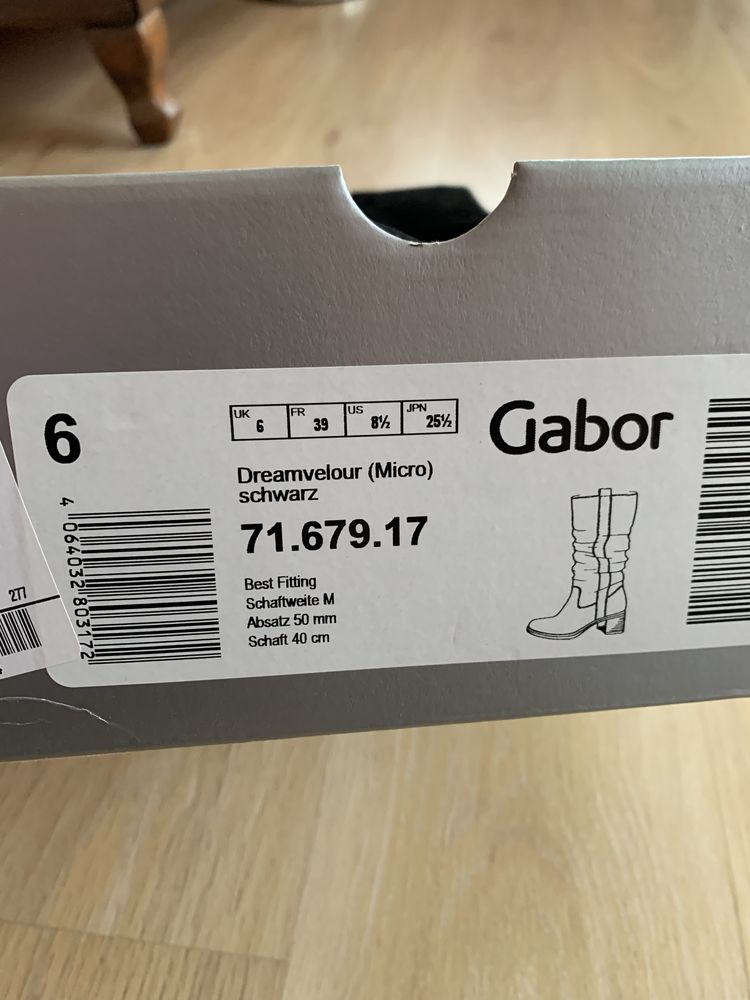 6
UK 6 FR 39 US 8½ JPN 25½
Gabor
Dreamvelour (Micro)
schwarz
71.679.17
Best Fitting
Schaftweite M
Absatz 50 mm
Schaft 40 cm
4 064032 803172
277